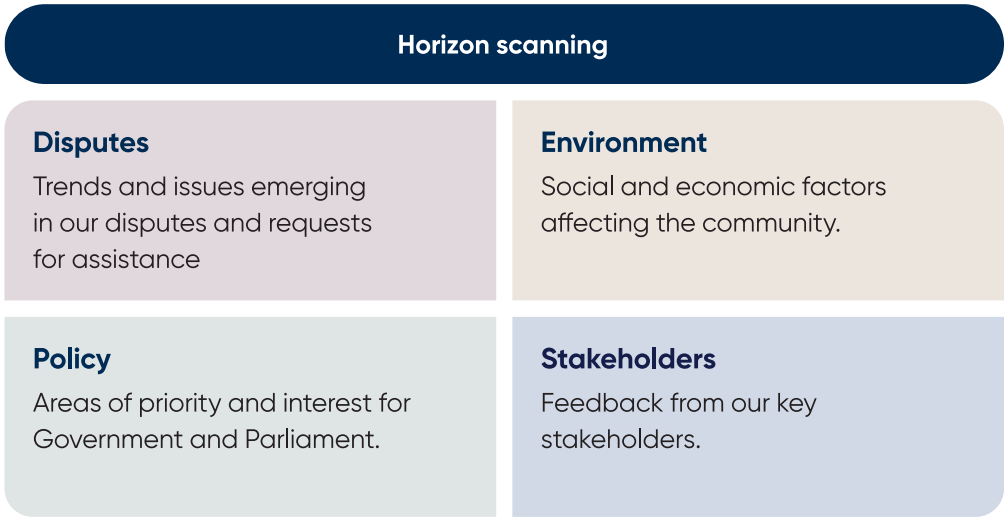 Horizon scanning
Disputes
Trends and issues emerging
in our disputes and requests
for assistance
Environment
Social and economic factors
affecting the community.
Policy
Areas of priority and interest for
Government and Parliament.
Stakeholders
Feedback from our key
stakeholders.